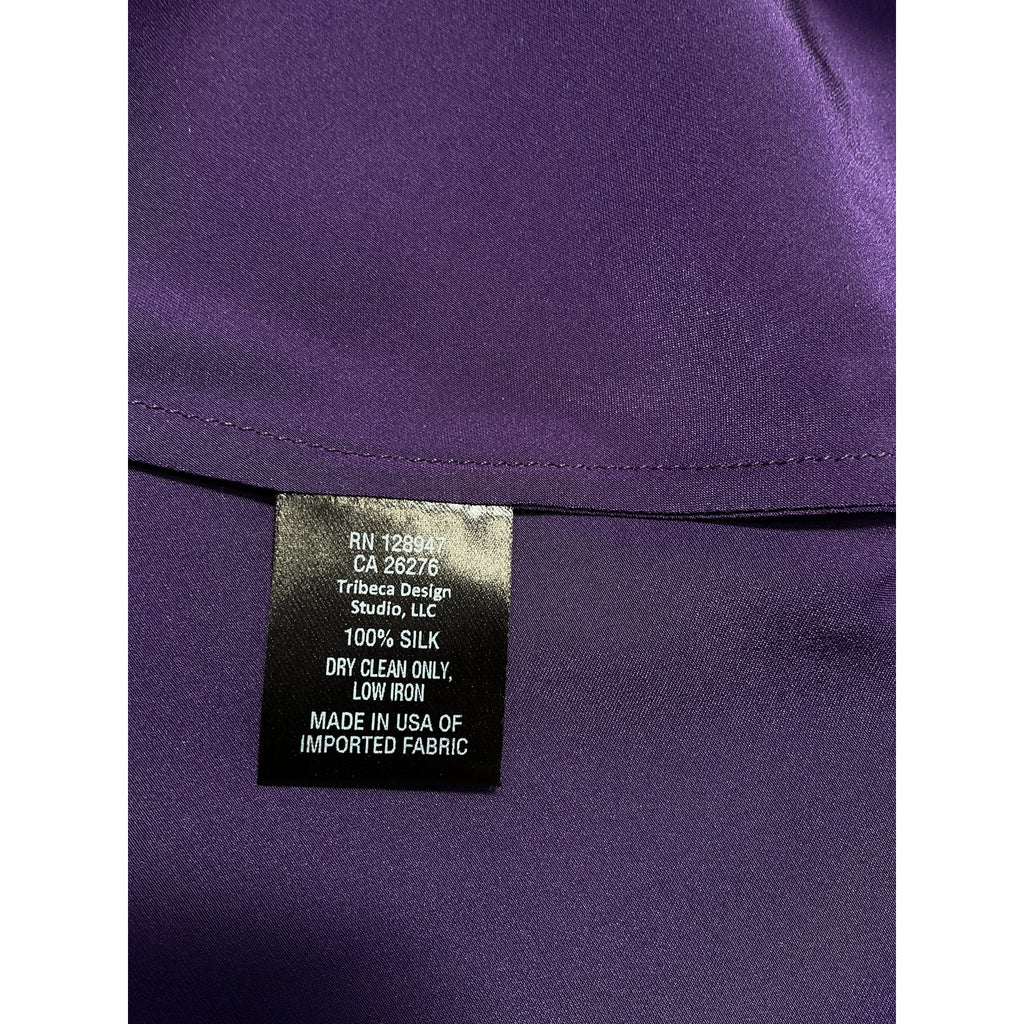 RN 128947
CA 26276
Tribeca Design
Studio, LLC
100% SILK
DRY CLEAN ONLY,
LOW IRON
MADE IN USA OF
IMPORTED FABRIC